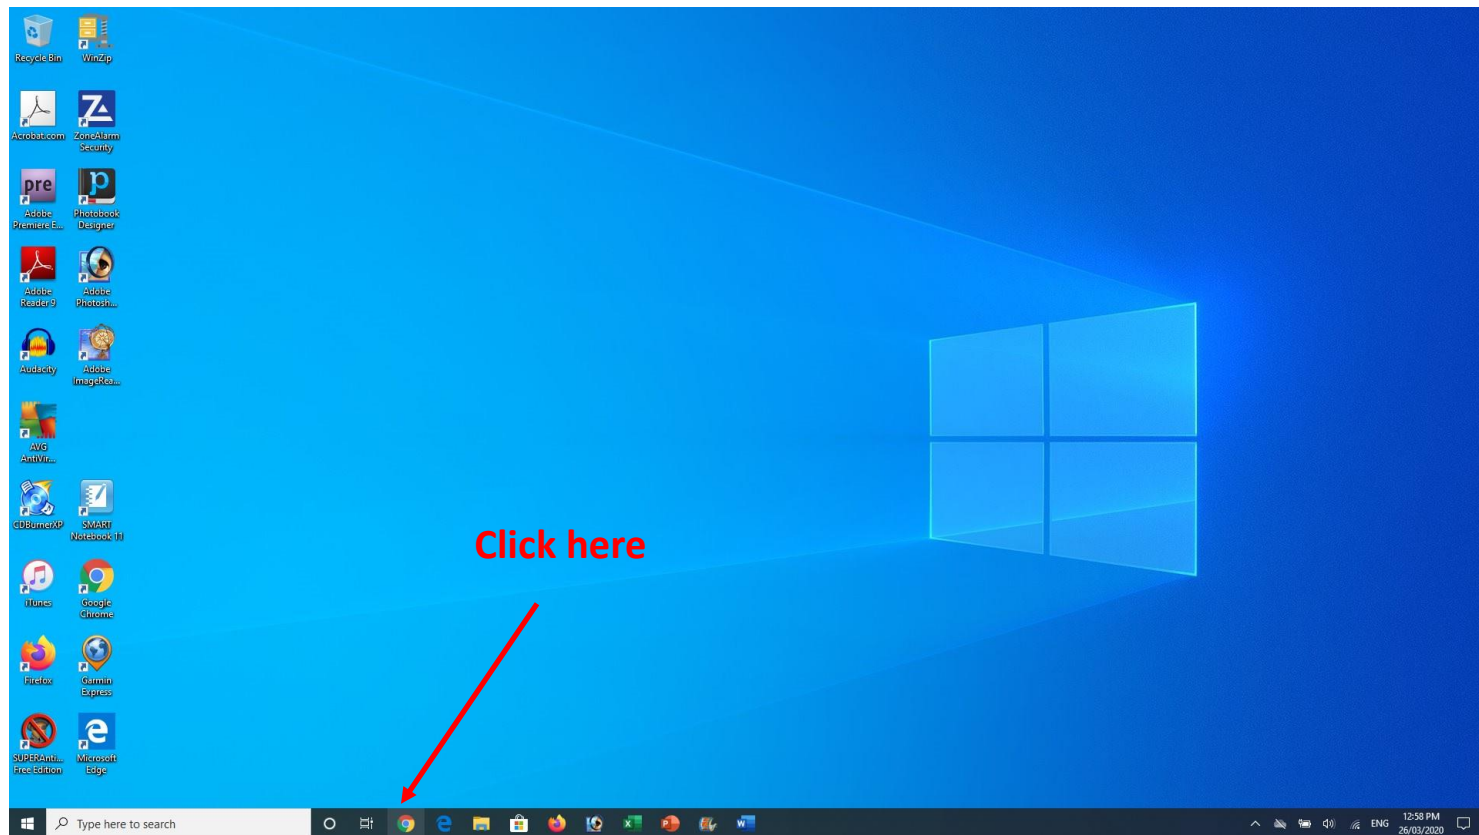 Recycle Bin
WinZip
Acrobat.com
ZoneAlarm
Security
pre
Adobe
Premiere E...
Photobook
Designer
Adobe
Reader 9
Adobe
Photosh...
Audacity
Adobe
ImageRea...
AVG
AntiVir...
CDBurnerXP
SMART
Notebook 11
iTunes
Google
Chrome
Firefox
Garmin
Express
SUPERAnti...
Free Edition
Microsoft
Edge
Click here
Type here to search
ENG
12:58 PM
26/03/2020